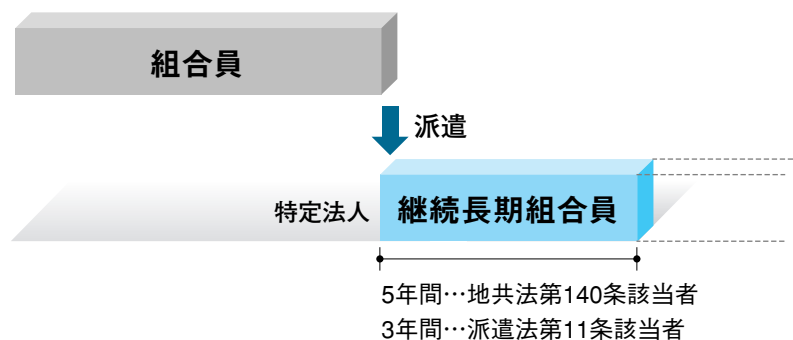 組合員
派遣
特定法人
継続長期組合員
5年間…地共法第140条該当者
3年間…派遣法第11条該当者